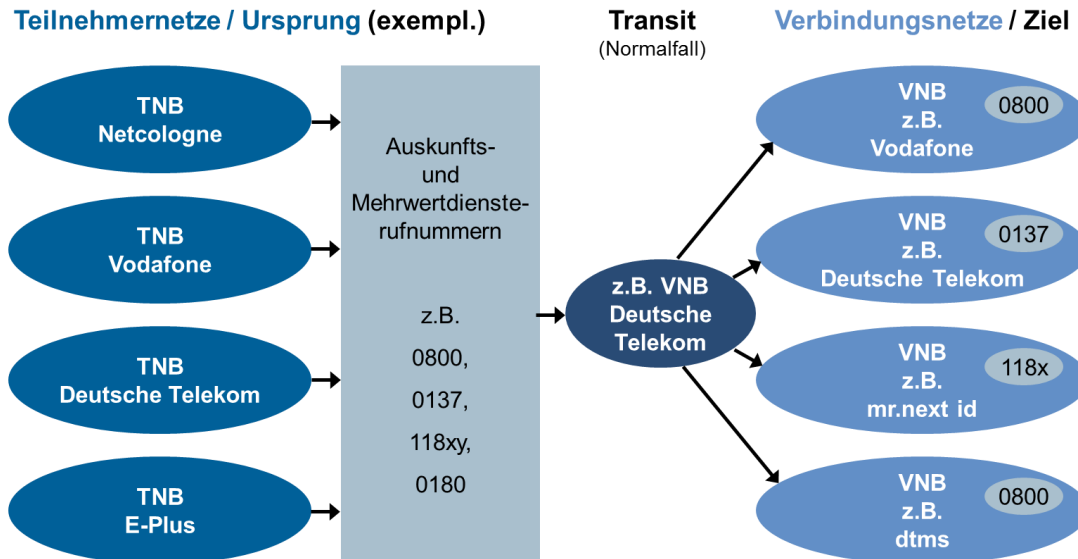 Teilnehmernetze / Ursprung (exempl.)
Transit
(Normalfall)
Verbindungsnetze / Ziel
TNB
Netcologne
TNB
Vodafone
TNB
Deutsche Telekom
TNB
E-Plus
Auskunfts-
und
Mehrwertdienste-
rufnummern
z.B.
0800,
0137,
118xy,
0180
z.B. VNB
Deutsche
Telekom
VNB
0800
z.B.
Vodafone
VNB
0137
z.B.
Deutsche Telekom
VNB
118x
z.B.
mr.next id
VNB
0800
z.B.
dtms